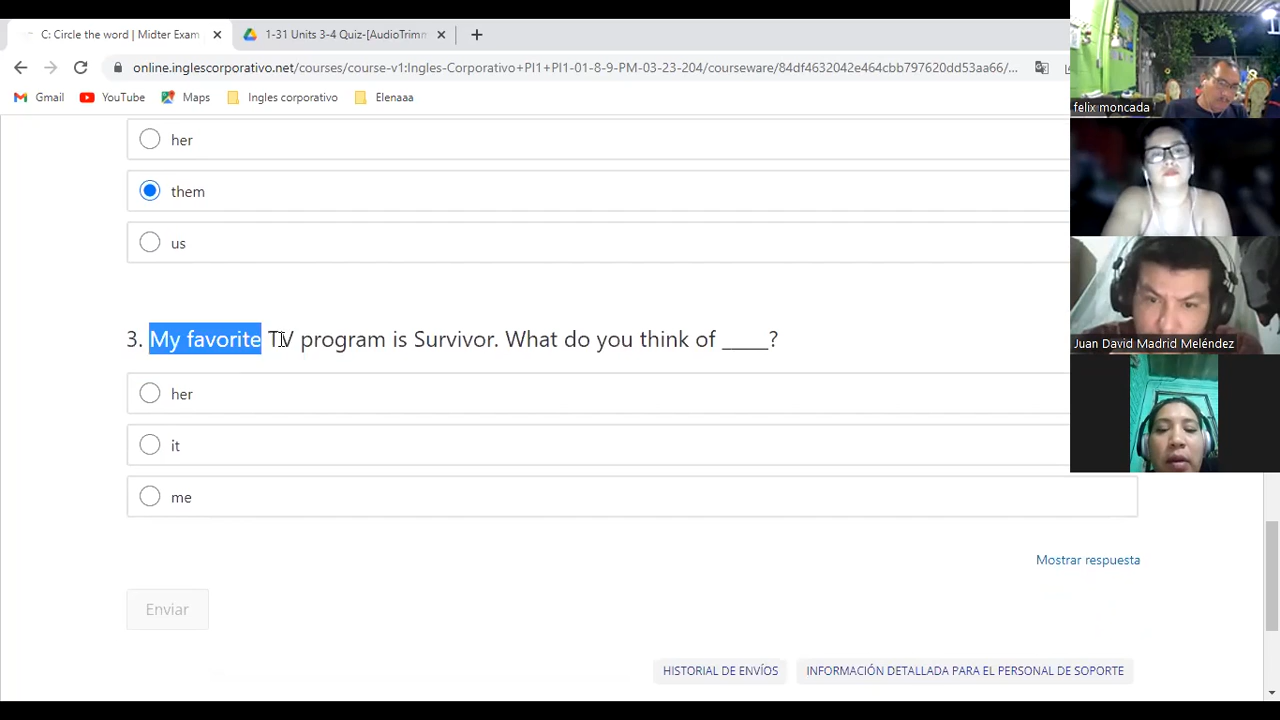 C: Circle the word | Midter Exam
1-31 Units 3-4 Quiz-[AudioTrimm
online.inglescorporativo.net/courses/course-v1:Ingles-Corporativo+PI1+PI1-01-8-9-PM-03-23-204/courseware/84df4632042e464cbb797620dd53aa66/...
Gmail YouTube Maps Ingles corporativo Elenaaa
her
them
us
3. My favorite TV program is Survivor. What do you think of _____?
her
it
me
Mostrar respuesta
Enviar
HISTORIAL DE ENVÍOS INFORMACIÓN DETALLADA PARA EL PERSONAL DE SOPORTE
felix moncada
Juan David Madrid Meléndez